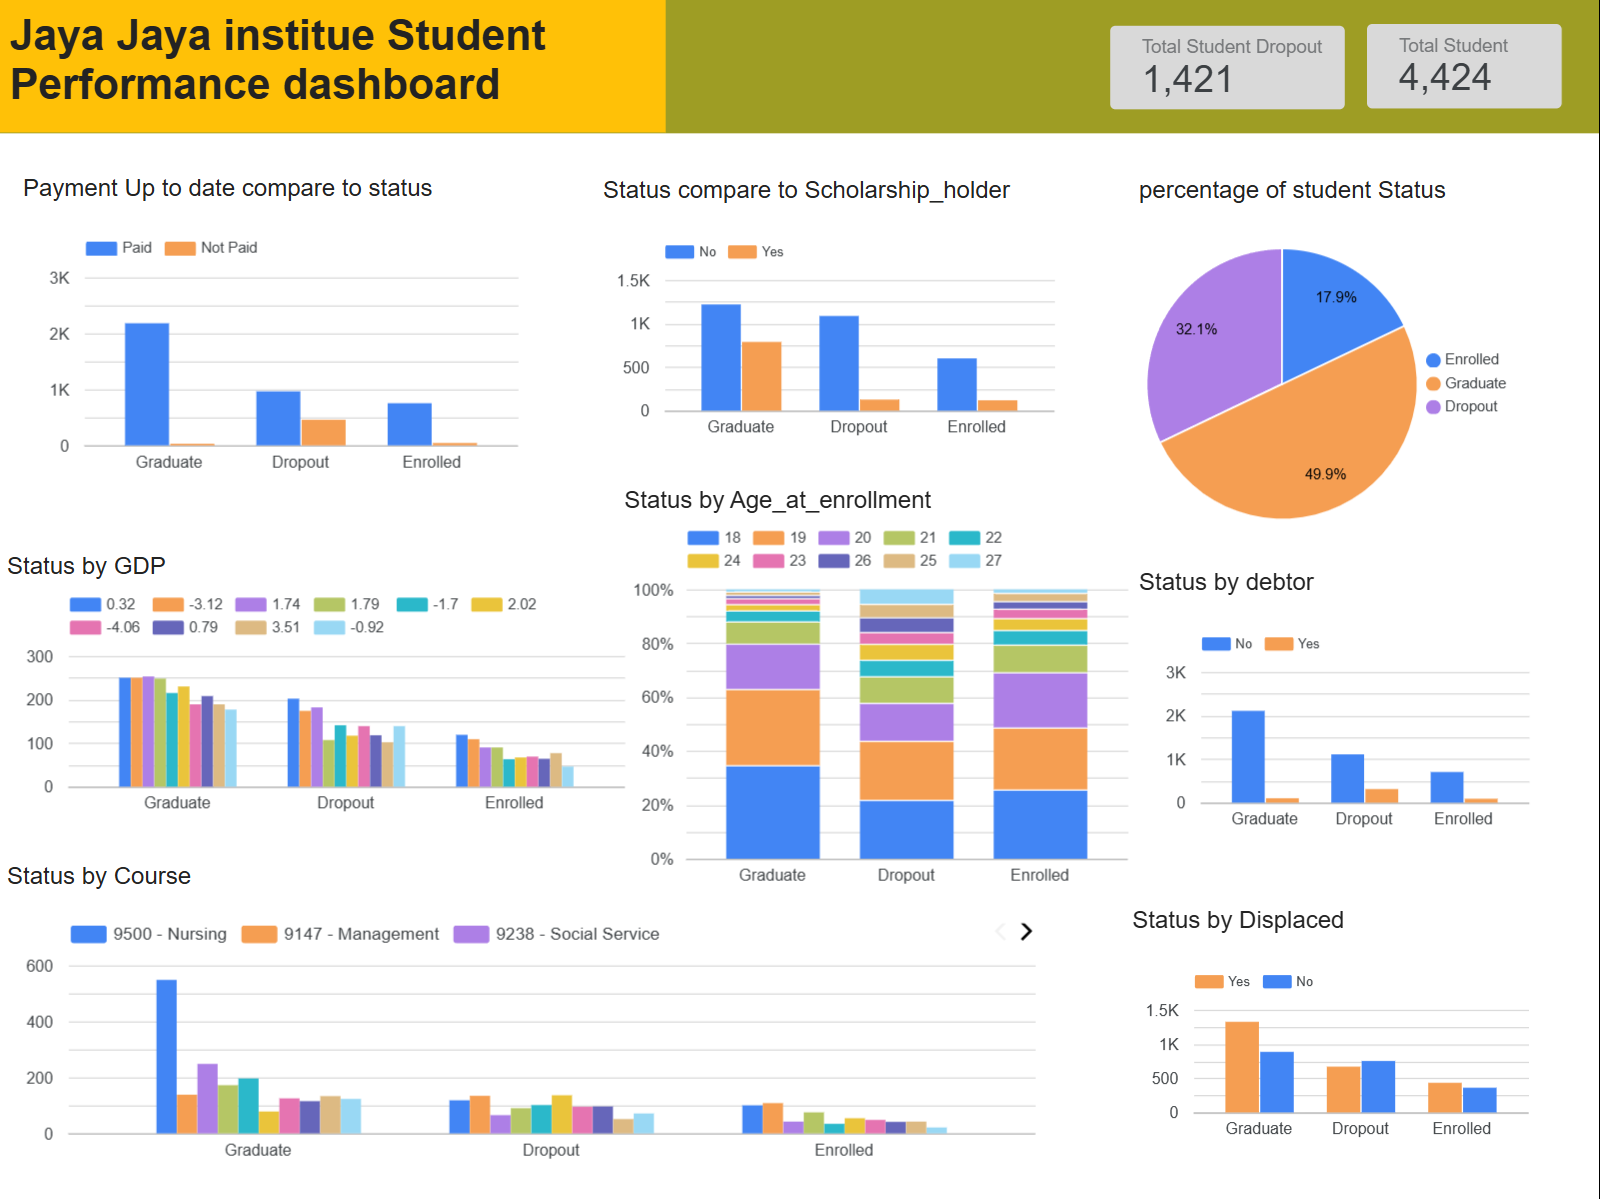 Jaya Jaya institue Student
Performance dashboard
Total Student Dropout
1,421
Total Student
4,424
Payment Up to date compare to status
Paid Not Paid
3K
2K
1K
0
Graduate Dropout Enrolled
Status compare to Scholarship_holder
No Yes
1.5K
1K
500
0
Graduate Dropout Enrolled
percentage of student Status
17.9%
32.1%
49.9%
Enrolled
Graduate
Dropout
Status by GDP
0.32 -3.12 1.74 1.79 -1.7 2.02
-4.06 0.79 3.51 -0.92
300
200
100
0
Graduate Dropout Enrolled
Status by Age_at_enrollment
18 19 20 21 22
24 23 26 25 27
100%
80%
60%
40%
20%
0%
Graduate Dropout Enrolled
Status by debtor
No Yes
3K
2K
1K
0
Graduate Dropout Enrolled
Status by Course
9500 - Nursing 9147 - Management 9238 - Social Service
600
400
200
0
Graduate Dropout Enrolled
Status by Displaced
Yes No
1.5K
1K
500
0
Graduate Dropout Enrolled